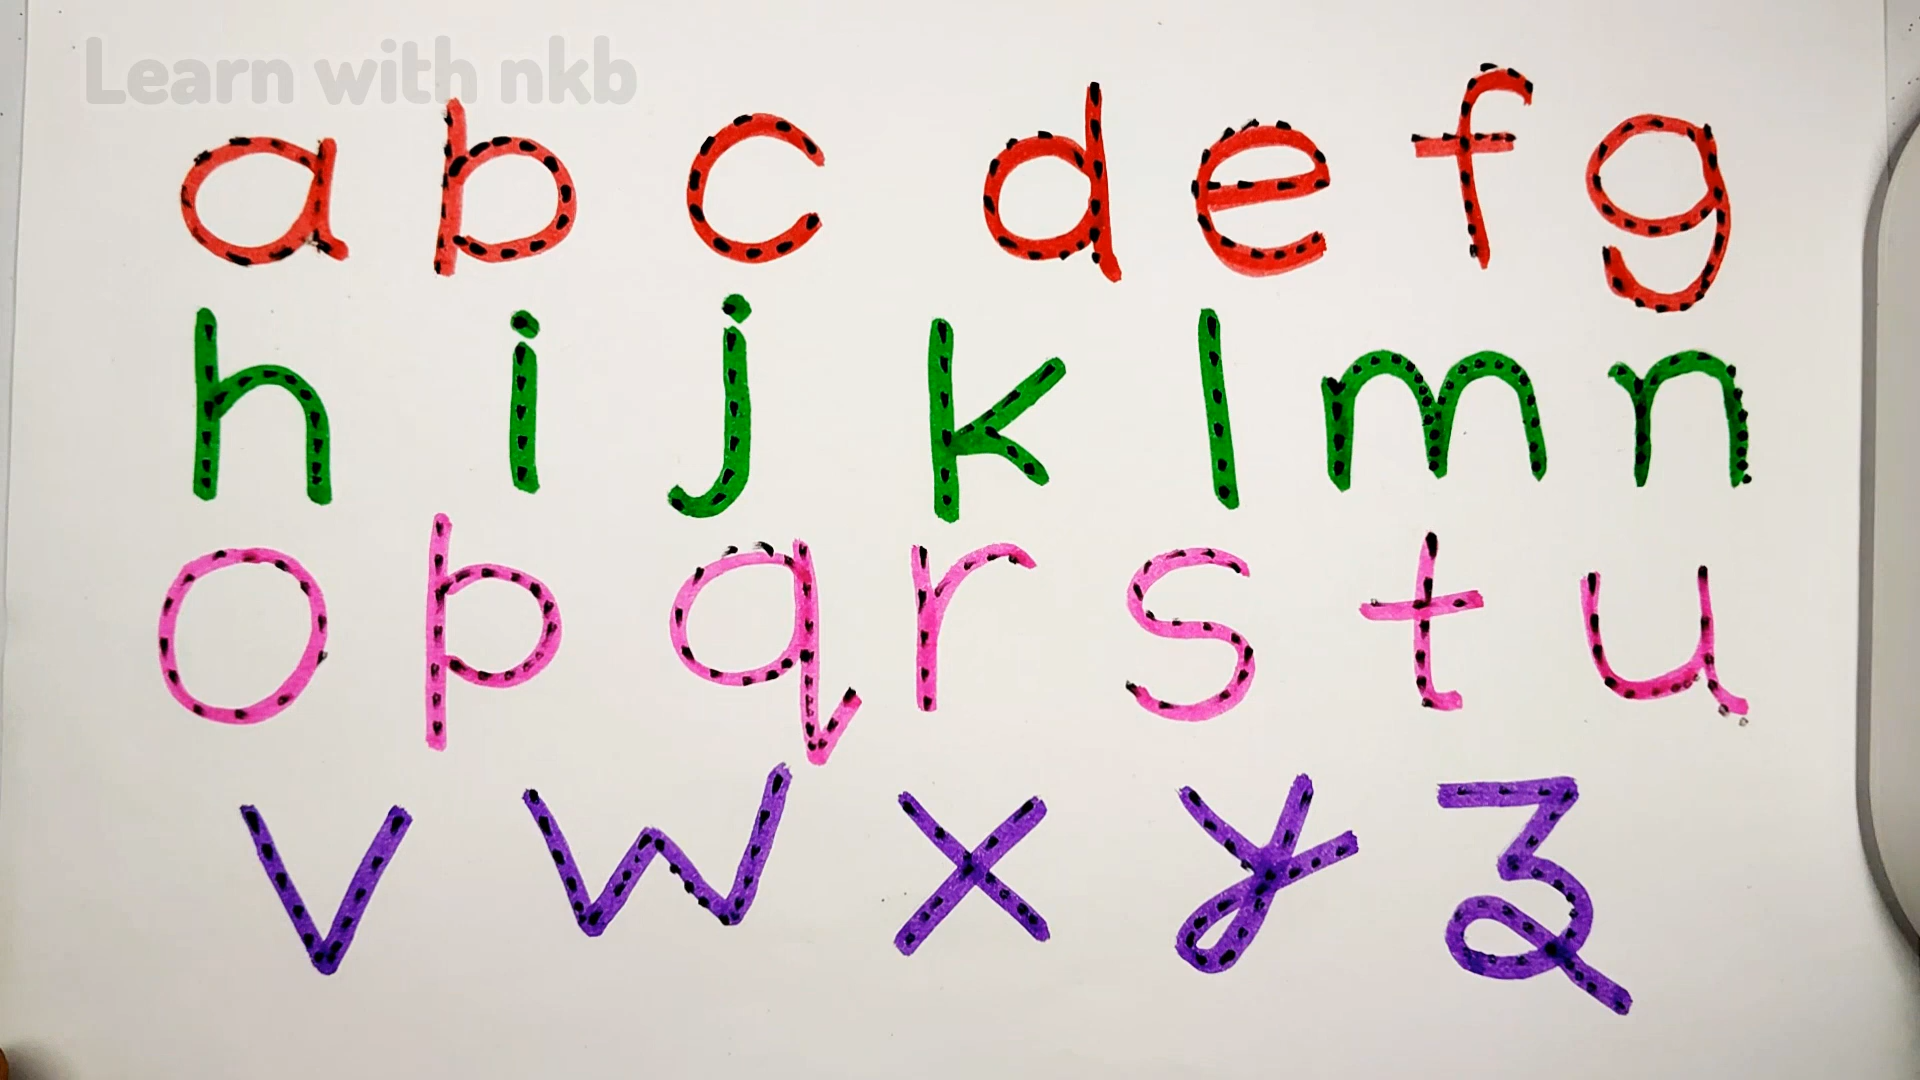 Learn with nkb
a b c d e f g
h i j k l m n
o p q r s t u
v w x y z